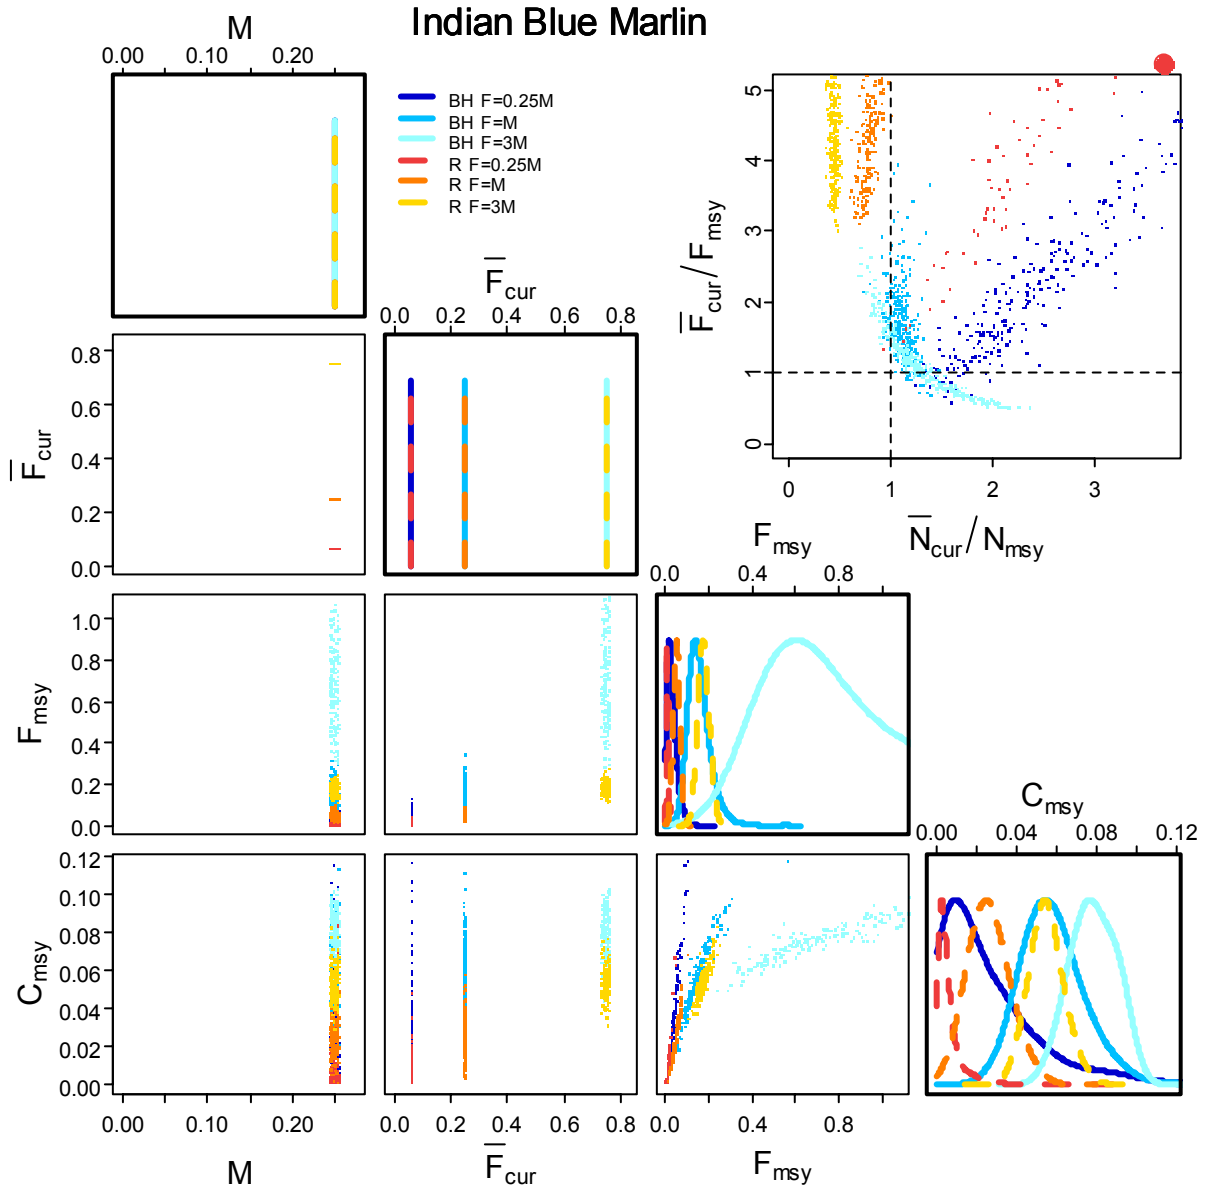 Indian Blue Marlin
M
0.00 0.10 0.20
BH F=0.25M
BH F=M
BH F=3M
R F=0.25M
R F=M
R F=3M
F̅cur
0.0 0.2 0.4 0.6 0.8
F̅cur/Fmsy
5
4
3
2
1
0
0 1 2 3
N̅cur/Nmsy
F̅cur
0.8
0.6
0.4
0.2
0.0
Fmsy
0.0 0.4 0.8
Fmsy
1.0
0.8
0.6
0.4
0.2
0.0
Cmsy
0.00 0.04 0.08 0.12
Cmsy
0.12
0.10
0.08
0.06
0.04
0.02
0.00
0.00 0.10 0.20
0.0 0.2 0.4 0.6 0.8
0.0 0.4 0.8
M
F̅cur
Fmsy